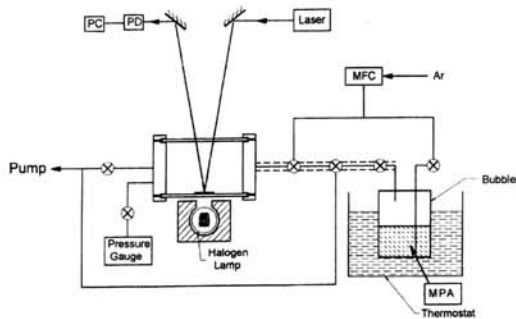 PC
PD
Laser
MFC
Ar
Pump
Bubble
Pressure
Gauge
Halogen
Lamp
MPA
Thermostat